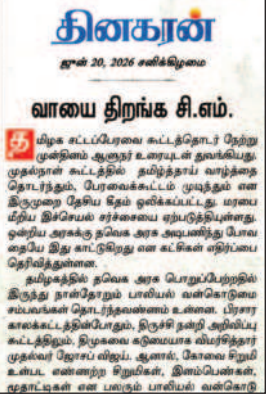 தினகரன்
ஜூன் 20, 2026 சனிக்கிழமை
வாயை திறங்க சி.எம்.
தமிழக சட்டப்பேரவை கூட்டத்தொடர் நேற்று
முன்தினம் ஆளுநர் உரையுடன் துவங்கியது.
முதல்நாள் கூட்டத்தில் தமிழ்த்தாய் வாழ்த்தை
தொடர்ந்தும், பேரவைக்கூட்டம் முடிந்தும் என
இருமுறை தேசிய கீதம் ஒலிக்கப்பட்டது. மரபை
மீறிய இச்செயல் சர்ச்சையை ஏற்படுத்தியுள்ளது.
ஒன்றிய அரசுக்கு தவெக அரசு அடிபணிந்து போவ
தையே இது காட்டுகிறது என கட்சிகள் எதிர்ப்பை
தெரிவித்துள்ளன.
தமிழகத்தில் தவெக அரசு பொறுப்பேற்றதில்
இருந்து நாள்தோறும் பாலியல் வன்கொடுமை
சம்பவங்கள் தொடர்ந்தவண்ணம் உள்ளன. பிரசார
காலக்கட்டத்தின்போதும், திருச்சி நன்றி அறிவிப்பு
கூட்டத்திலும், திமுகவை கடுமையாக விமர்சித்தார்
முதல்வர் ஜோசப் விஜய். ஆனால், கோவை சிறுமி
உள்பட எண்ணற்ற சிறுமிகள், இளம்பெண்கள்,
மூதாட்டிகள் என பலரும் பாலியல் வன்கொடு